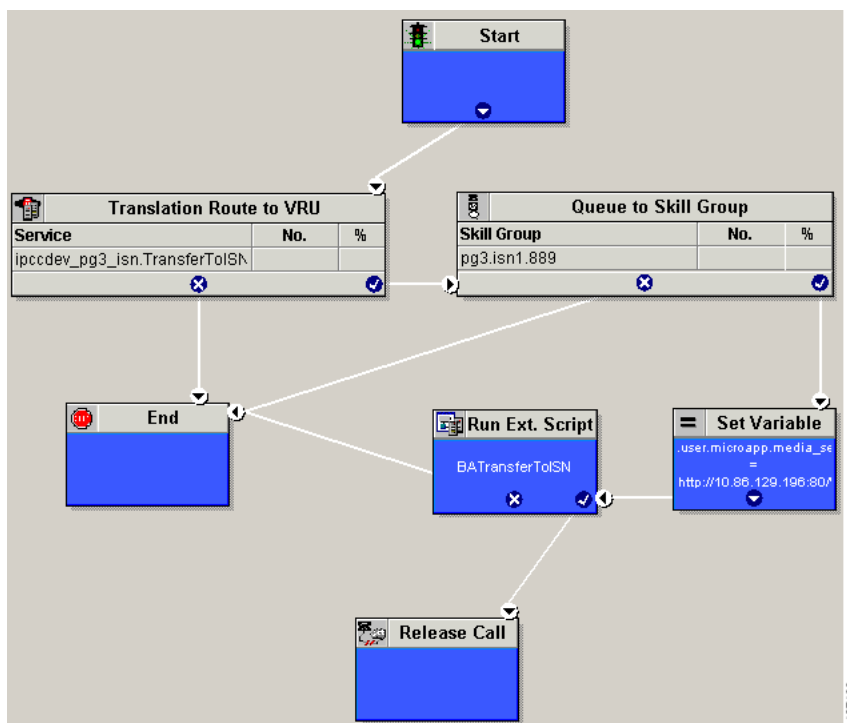 Start
Translation Route to VRU
Service No. %
ipccdev_pg3_isn.TransferToISN
Queue to Skill Group
Skill Group No. %
pg3.isn1.889
End
Run Ext. Script
BATransferToISN
= Set Variable
.user.microapp.media_se
=
http://10.86.129.196:80/
Release Call